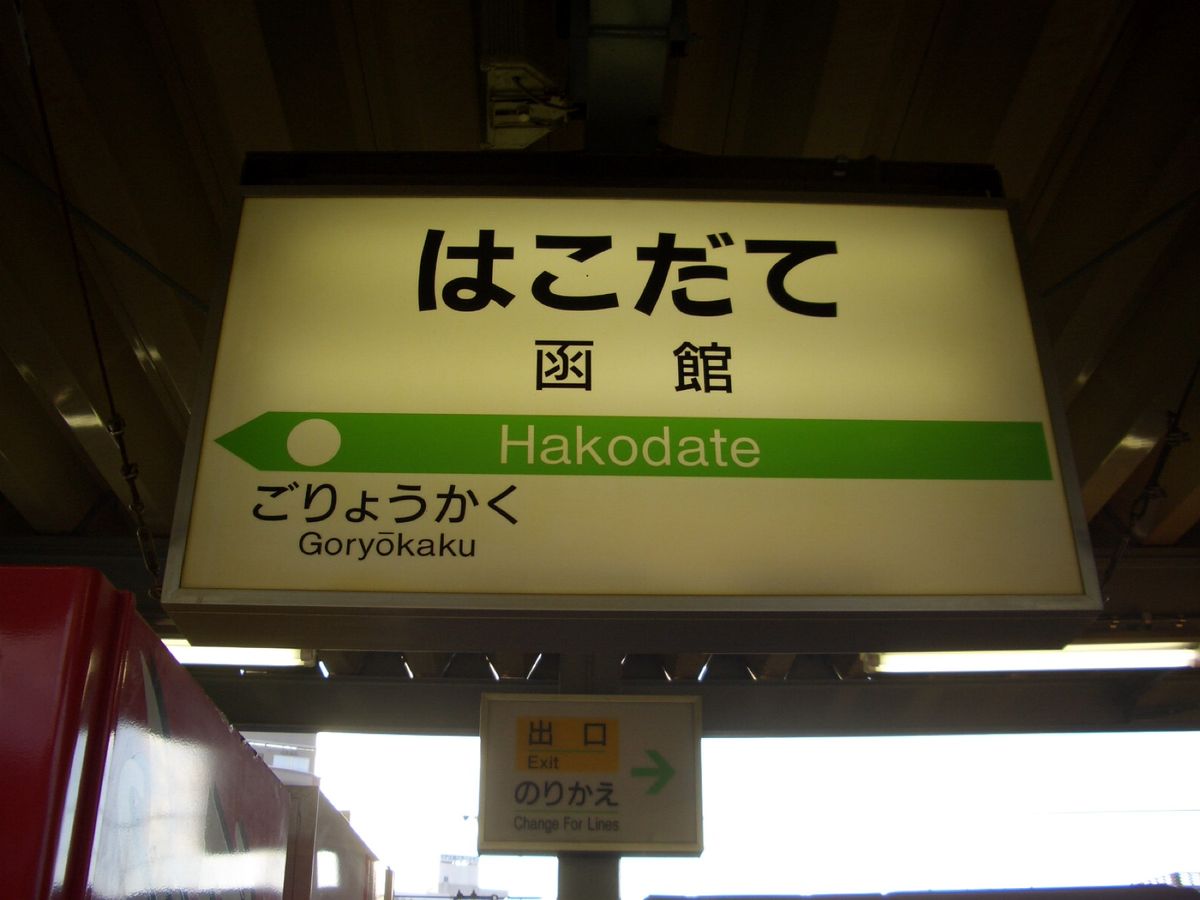 はこだて
函館
Hakodate
ごりょうかく
Goryōkaku
出口
Exit
のりかえ
Change For Lines